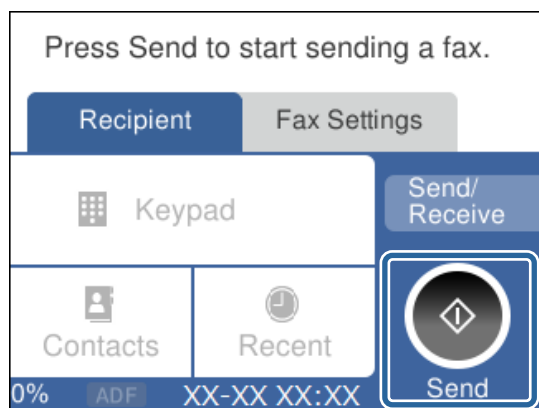 Press Send to start sending a fax.
Recipient
Fax Settings
Keypad
Send/
Receive
Contacts
Recent
Send
0%
ADF
XX-XX XX:XX